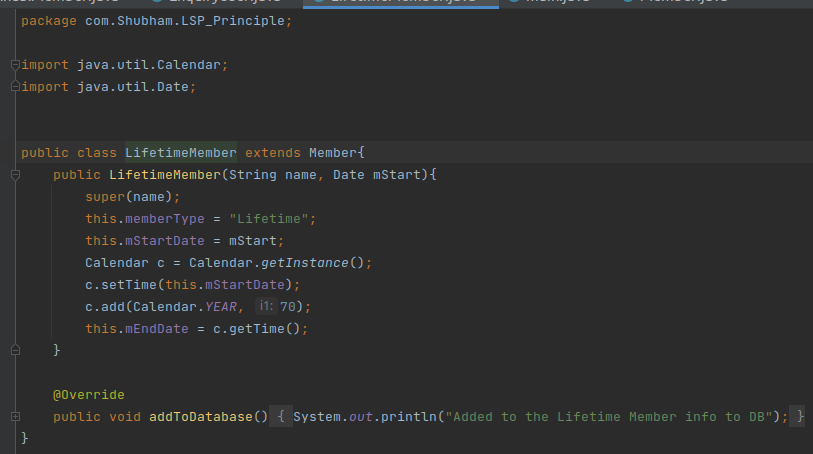 package com.Shubham.LSP_Principle;
import java.util.Calendar;
import java.util.Date;
public class LifetimeMember extends Member{
public LifetimeMember(String name, Date mStart){
super(name);
this.memberType = "Lifetime";
this.mStartDate = mStart;
Calendar c = Calendar.getInstance();
c.setTime(this.mStartDate);
c.add(Calendar.YEAR, i1: 70);
this.mEndDate = c.getTime();
}
@Override
public void addToDatabase() { System.out.println("Added to the Lifetime Member info to DB"); }
}